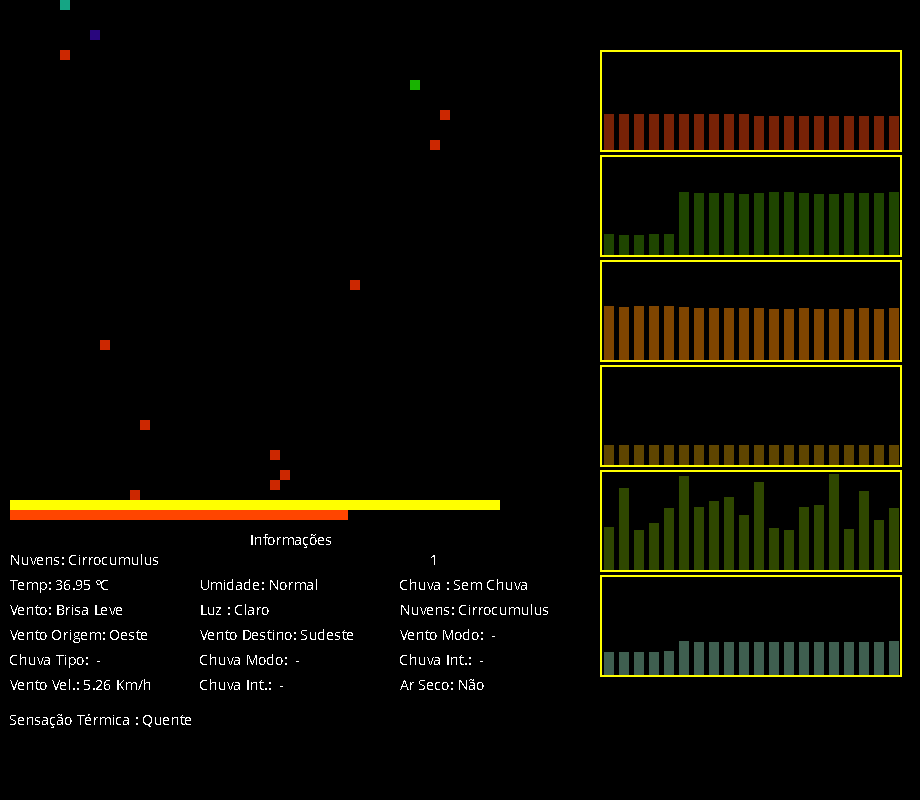 Informações
Nuvens: Cirrocumulus 1
Temp: 36.95 ºC Umidade: Normal Chuva : Sem Chuva
Vento: Brisa Leve Luz : Claro Nuvens: Cirrocumulus
Vento Origem: Oeste Vento Destino: Sudeste Vento Modo: -
Chuva Tipo: - Chuva Modo: - Chuva Int.: -
Vento Vel.: 5.26 Km/h Chuva Int.: - Ar Seco: Não
Sensação Térmica : Quente